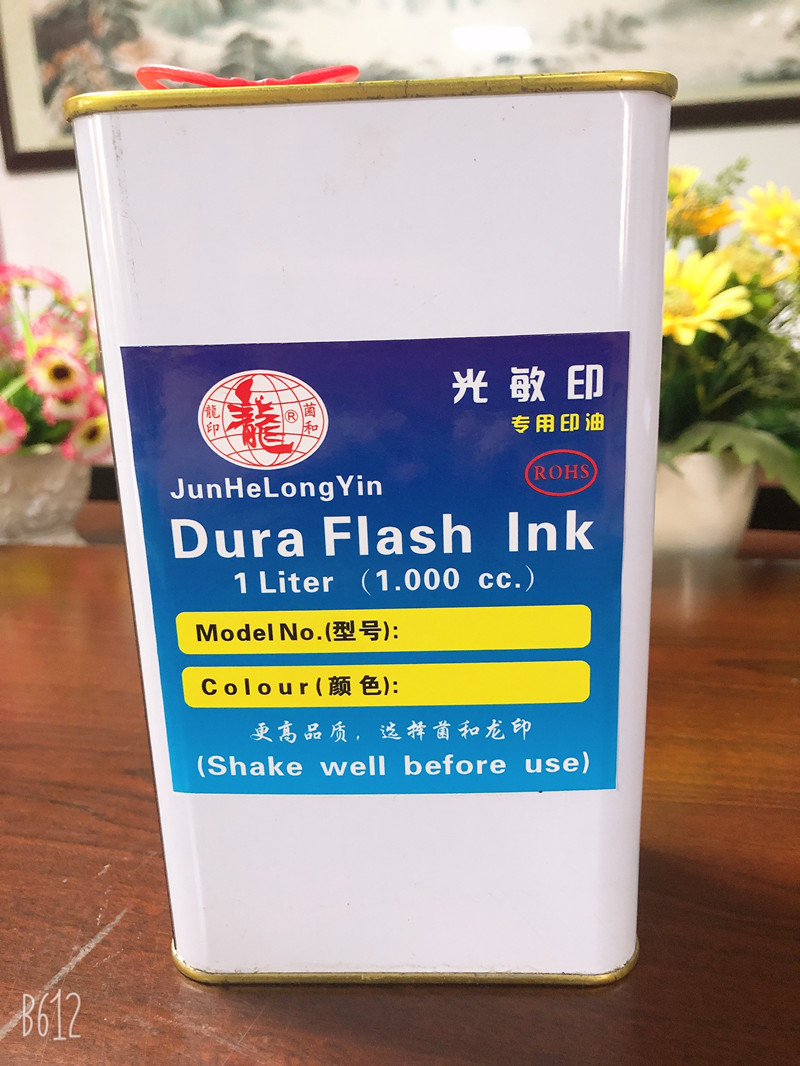 龍印 龍 ® 菌和
光敏印
专用印油
ROHS
JunHeLongYin
Dura Flash Ink
1 Liter （1.000 cc.）
Model No.(型号):
Colour(颜色):
更高品质，选择菌和龙印
(Shake well before use)
B612